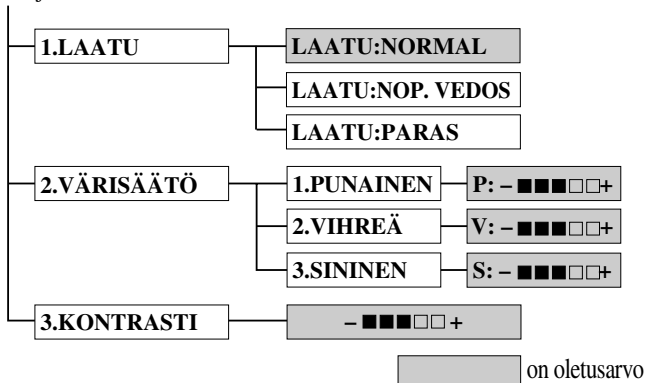 1.LAATU LAATU:NORMAL
LAATU:NOP. VEDOS
LAATU:PARAS
2.VÄRISÄÄTÖ 1.PUNAINEN P: – ■■■□□+
2.VIHREÄ V: – ■■■□□+
3.SININEN S: – ■■■□□+
3.KONTRASTI – ■■■□□ +
on oletusarvo